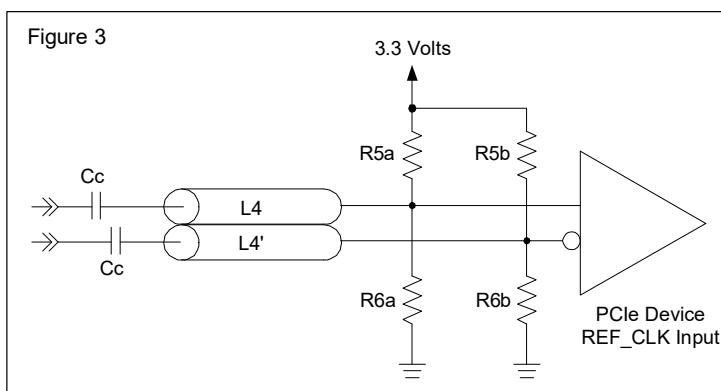 Figure 3
3.3 Volts
R5a
R5b
Cc
L4
L4'
Cc
R6a
R6b
PCIe Device
REF_CLK Input